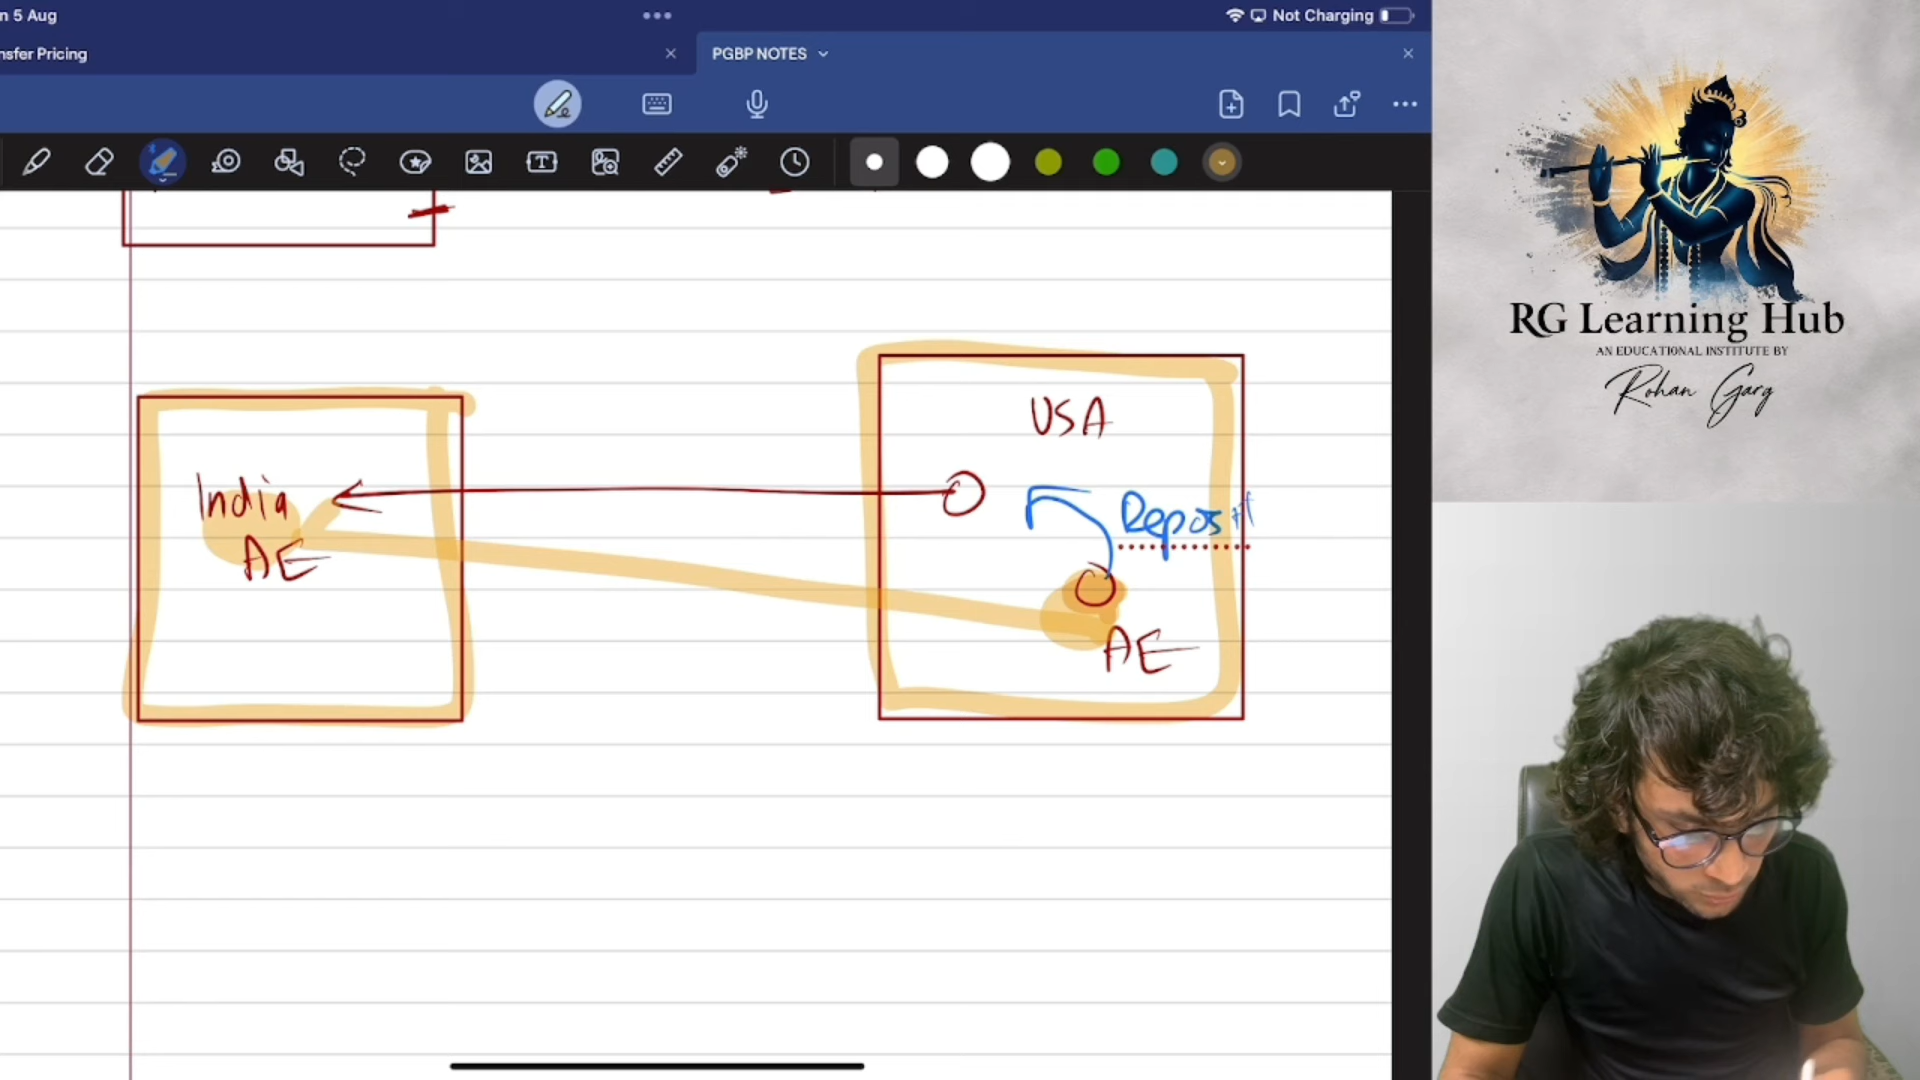 n 5 Aug
Not Charging
nsfer Pricing
PGBP NOTES
USA
India
AE
Deposit
AE
RG Learning Hub
AN EDUCATIONAL INSTITUTE BY
Rohan Garg